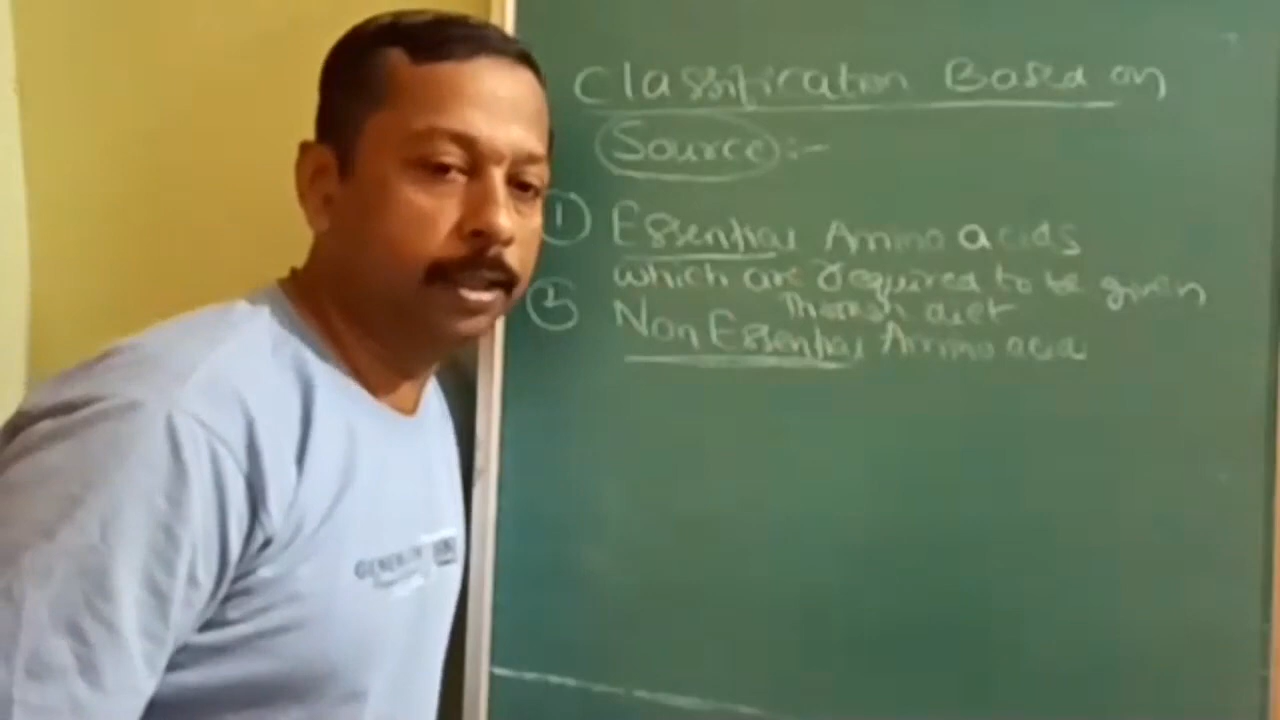 Classification Based on
Source:-
① Essential Amino acids
which are required to be given
Through diet
② Non Essential Amino acid
GENERA